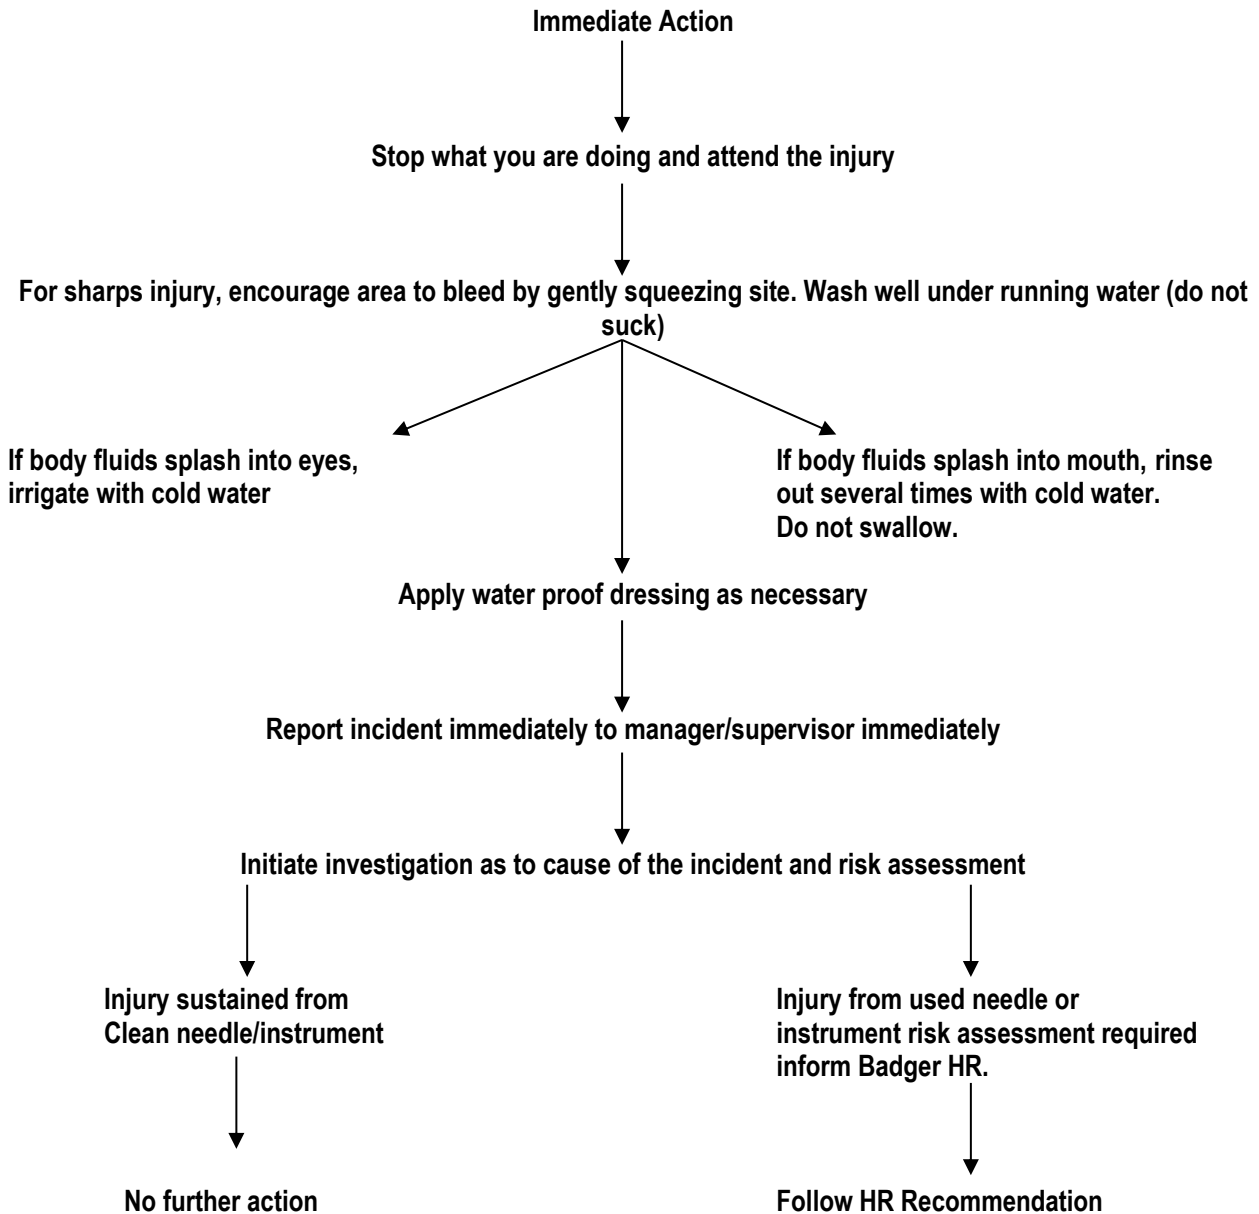 Immediate Action
Stop what you are doing and attend the injury
For sharps injury, encourage area to bleed by gently squeezing site. Wash well under running water (do not
suck)
If body fluids splash into eyes,
irrigate with cold water
If body fluids splash into mouth, rinse
out several times with cold water.
Do not swallow.
Apply water proof dressing as necessary
Report incident immediately to manager/supervisor immediately
Initiate investigation as to cause of the incident and risk assessment
Injury sustained from
Clean needle/instrument
Injury from used needle or
instrument risk assessment required
inform Badger HR.
No further action
Follow HR Recommendation